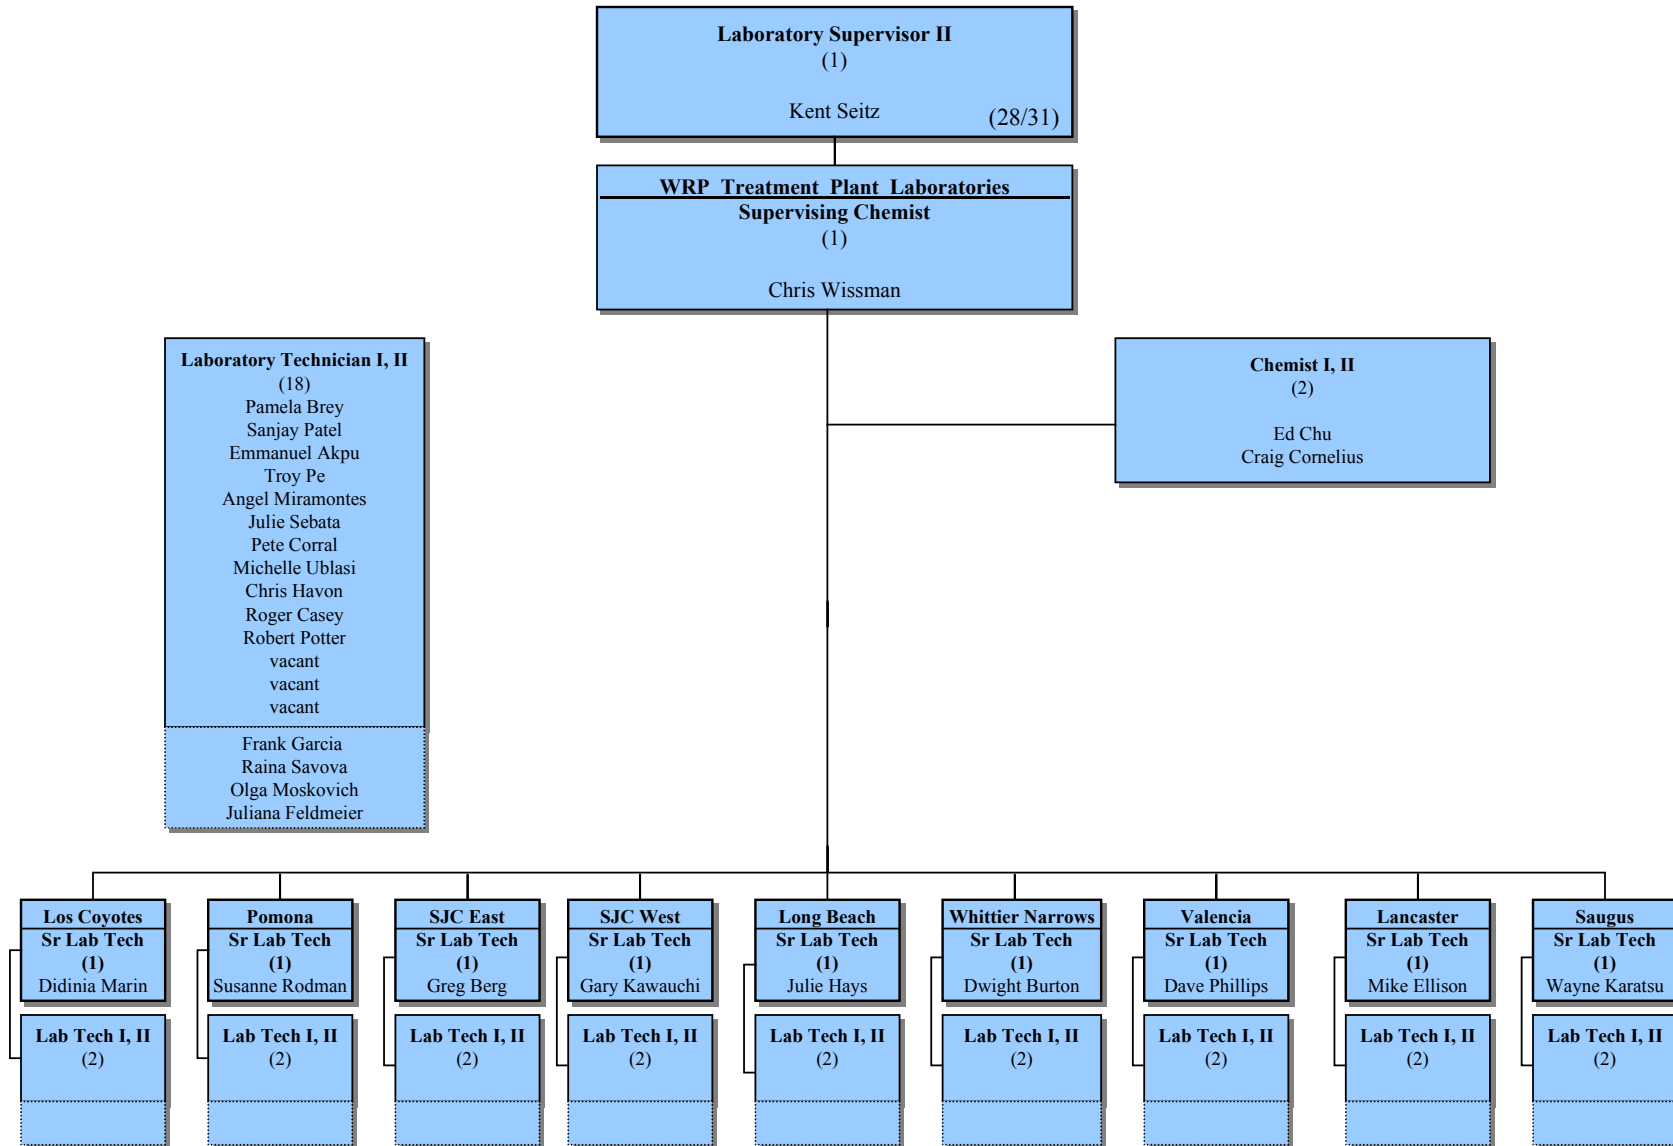 Laboratory Supervisor II
(1)
Kent Seitz
(28/31)
WRP Treatment Plant Laboratories
Supervising Chemist
(1)
Chris Wissman
Laboratory Technician I, II
(18)
Pamela Brey
Sanjay Patel
Emmanuel Akpu
Troy Pe
Angel Miramontes
Julie Sebata
Pete Corral
Michelle Ublasi
Chris Havon
Roger Casey
Robert Potter
vacant
vacant
vacant
Frank Garcia
Raina Savova
Olga Moskovich
Juliana Feldmeier
Chemist I, II
(2)
Ed Chu
Craig Cornelius
Los Coyotes
Sr Lab Tech
(1)
Didinia Marin
Lab Tech I, II
(2)
Pomona
Sr Lab Tech
(1)
Susanne Rodman
Lab Tech I, II
(2)
SJC East
Sr Lab Tech
(1)
Greg Berg
Lab Tech I, II
(2)
SJC West
Sr Lab Tech
(1)
Gary Kawauchi
Lab Tech I, II
(2)
Long Beach
Sr Lab Tech
(1)
Julie Hays
Lab Tech I, II
(2)
Whittier Narrows
Sr Lab Tech
(1)
Dwight Burton
Lab Tech I, II
(2)
Valencia
Sr Lab Tech
(1)
Dave Phillips
Lab Tech I, II
(2)
Lancaster
Sr Lab Tech
(1)
Mike Ellison
Lab Tech I, II
(2)
Saugus
Sr Lab Tech
(1)
Wayne Karatsu
Lab Tech I, II
(2)